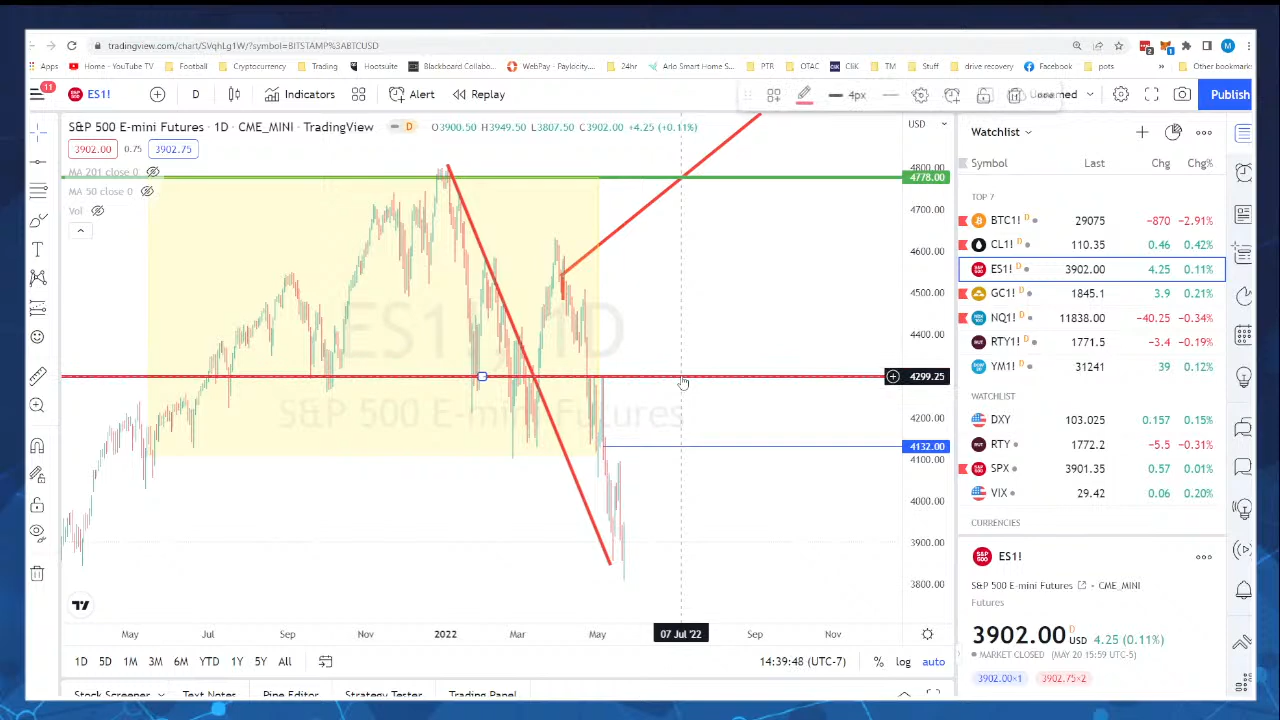 tradingview.com/chart/SVqhLg1W/?symbol=BITSTAMP%3ABTCUSD
Apps Home - YouTube TV Football Cryptocurrency Trading Hootsuite Blackboard Collabo... WebPay: Paylocity... 24hr Arlo Smart Home S... PTR OTAC C6K TM Stuff drive recovery Facebook pots » Other bookmarks
11 ES1! D Indicators Alert Replay 4px Publish
S&P 500 E-mini Futures · 1D · CME_MINI · TradingView D O3900.50 H3949.50 C3902.00 +4.25 (+0.11%) USD
3902.00 0.75 3902.75
MA 201 close 0
MA 50 close 0
Vol
4800.00
4778.00
4700.00
4600.00
4500.00
4400.00
4299.25
4200.00
4132.00
4100.00
4000.00
3900.00
3800.00
ES1!, 1D
S&P 500 E-mini Futures
May Jul Sep Nov 2022 Mar May 07 Jul '22 Sep Nov
1D 5D 1M 3M 6M YTD 1Y 5Y All 14:39:48 (UTC-7) % log auto
Stock Screener Text Notes Pine Editor Strategy Tester Trading Panel
Watchlist
Symbol Last Chg Chg%
TOP 7
BTC1! D 29075 −870 −2.91%
CL1! D 110.35 0.46 0.42%
ES1! D 3902.00 4.25 0.11%
GC1! D 1845.1 3.9 0.21%
NQ1! D 11838.00 −40.25 −0.34%
RTY1! D 1771.5 −3.4 −0.19%
YM1! D 31241 39 0.12%
WATCHLIST
DXY 103.025 0.157 0.15%
RTY 1772.2 −5.5 −0.31%
SPX 3901.35 0.57 0.01%
VIX 29.42 0.06 0.20%
CURRENCIES
ES1!
S&P 500 E-mini Futures • CME_MINI
Futures
3902.00 D USD 4.25 (0.11%)
MARKET CLOSED (MAY 20 15:59 UTC-5)
3902.00×1 3902.75×2